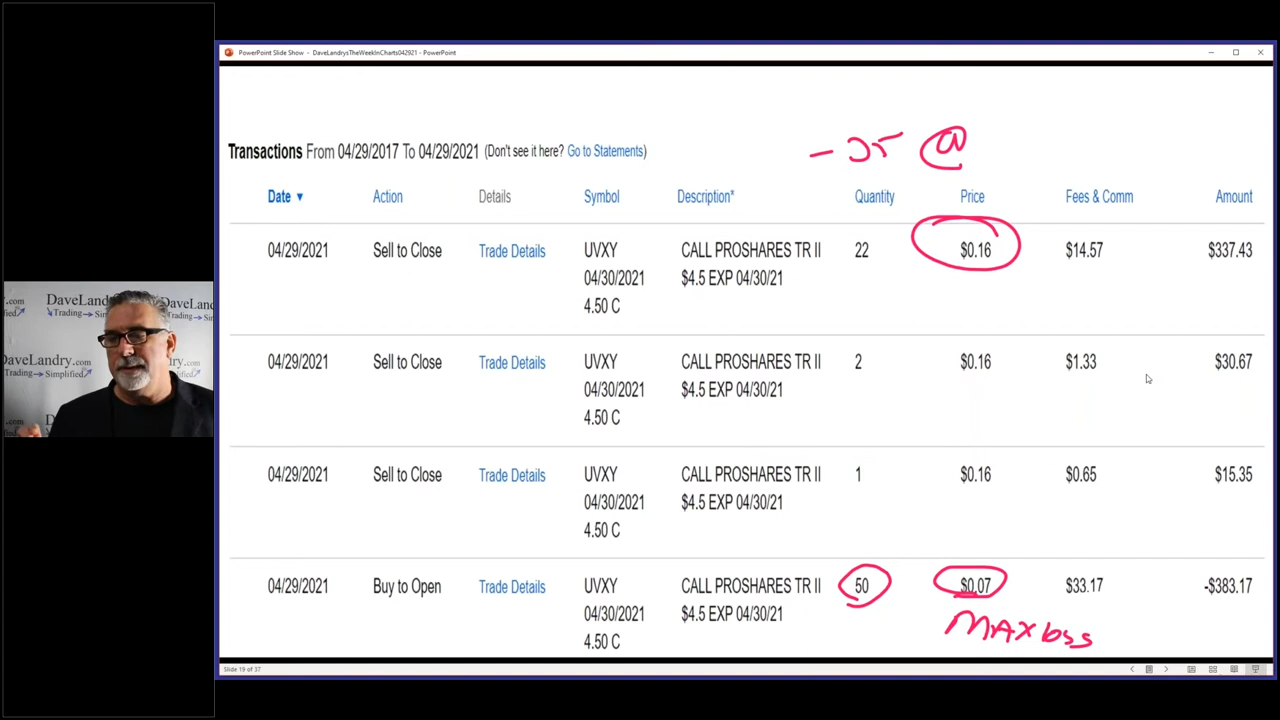 PowerPoint Slide Show - DaveLandrysTheWeekInCharts042921 - PowerPoint
Transactions From 04/29/2017 To 04/29/2021 (Don't see it here? Go to Statements)
Date ▼ Action Details Symbol Description* Quantity Price Fees & Comm Amount
04/29/2021 Sell to Close Trade Details UVXY CALL PROSHARES TR II 22 $0.16 $14.57 $337.43
04/30/2021 $4.5 EXP 04/30/21
4.50 C
04/29/2021 Sell to Close Trade Details UVXY CALL PROSHARES TR II 2 $0.16 $1.33 $30.67
04/30/2021 $4.5 EXP 04/30/21
4.50 C
04/29/2021 Sell to Close Trade Details UVXY CALL PROSHARES TR II 1 $0.16 $0.65 $15.35
04/30/2021 $4.5 EXP 04/30/21
4.50 C
04/29/2021 Buy to Open Trade Details UVXY CALL PROSHARES TR II 50 $0.07 $33.17 -$383.17
04/30/2021 $4.5 EXP 04/30/21
4.50 C
MAX loss
Slide 19 of 37
DaveLandry.com
Trading Simplified